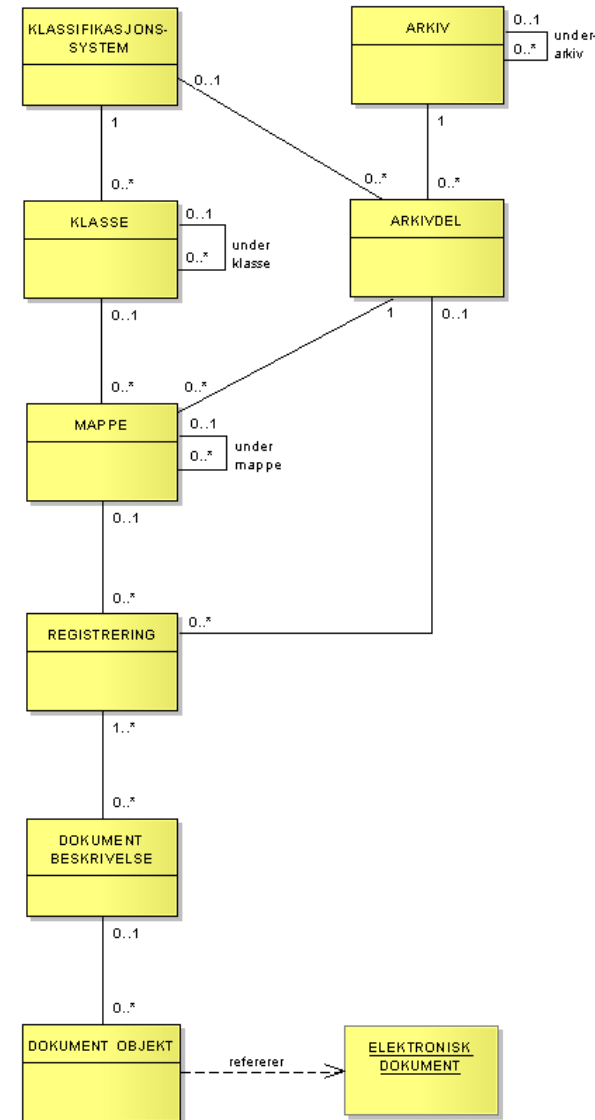 KLASSIFIKASJONS-
SYSTEM
0..1
1
0..*
ARKIV
0..1
0..*
under-
arkiv
1
0..*
0..*
KLASSE
0..1
0..*
under
klasse
0..1
0..*
ARKIVDEL
1
0..1
0..*
MAPPE
0..1
0..*
under
mappe
0..1
0..*
REGISTRERING
0..*
1..*
0..*
DOKUMENT
BESKRIVELSE
0..1
0..*
DOKUMENT OBJEKT
refererer
ELEKTRONISK
DOKUMENT